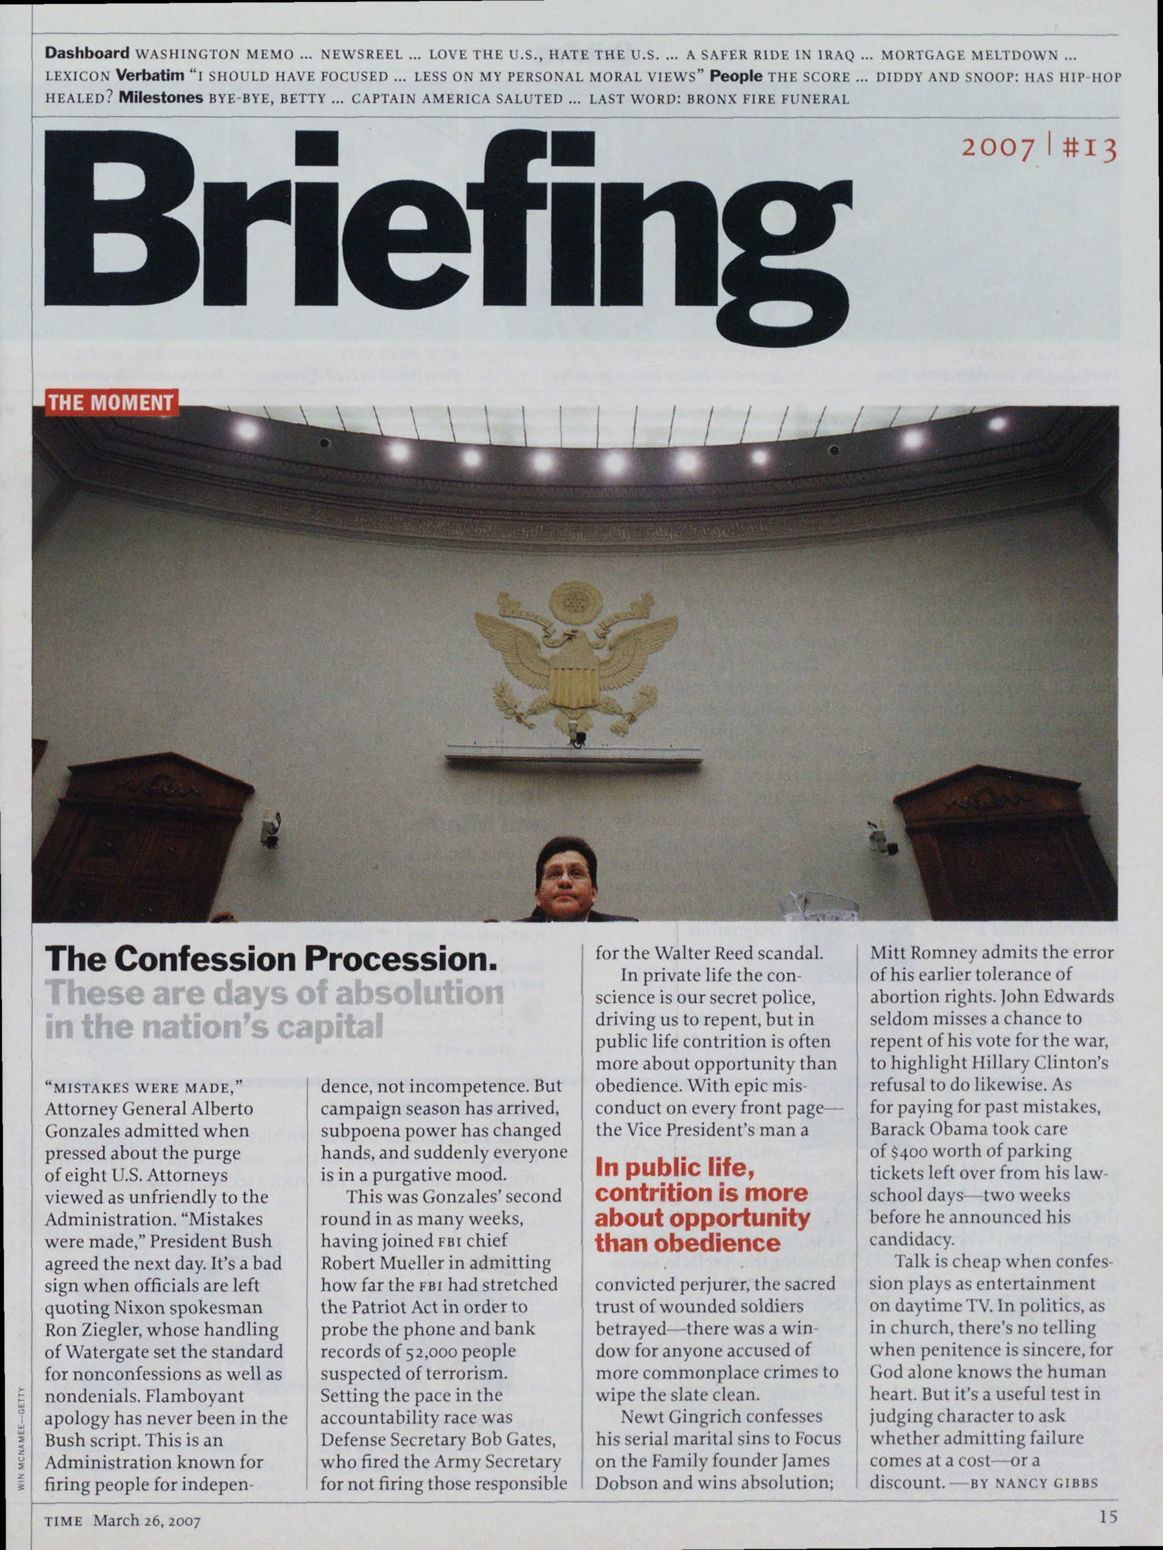 Dashboard WASHINGTON MEMO ... NEWSREEL ... LOVE THE U.S., HATE THE U.S. ... A SAFER RIDE IN IRAQ ... MORTGAGE MELTDOWN ...
LEXICON Verbatim “I SHOULD HAVE FOCUSED ... LESS ON MY PERSONAL MORAL VIEWS” People THE SCORE ... DIDDY AND SNOOP: HAS HIP-HOP
HEALED? Milestones BYE-BYE, BETTY ... CAPTAIN AMERICA SALUTED ... LAST WORD: BRONX FIRE FUNERAL
Briefing
2007 | #13
THE MOMENT
The Confession Procession.
These are days of absolution
in the nation’s capital
“MISTAKES WERE MADE,”
Attorney General Alberto
Gonzales admitted when
pressed about the purge
of eight U.S. Attorneys
viewed as unfriendly to the
Administration. “Mistakes
were made,” President Bush
agreed the next day. It’s a bad
sign when officials are left
quoting Nixon spokesman
Ron Ziegler, whose handling
of Watergate set the standard
for nonconfessions as well as
nondenials. Flamboyant
apology has never been in the
Bush script. This is an
Administration known for
firing people for indepen-
dence, not incompetence. But
campaign season has arrived,
subpoena power has changed
hands, and suddenly everyone
is in a purgative mood.
This was Gonzales’ second
round in as many weeks,
having joined FBI chief
Robert Mueller in admitting
how far the FBI had stretched
the Patriot Act in order to
probe the phone and bank
records of 52,000 people
suspected of terrorism.
Setting the pace in the
accountability race was
Defense Secretary Bob Gates,
who fired the Army Secretary
for not firing those responsible
for the Walter Reed scandal.
In private life the con-
science is our secret police,
driving us to repent, but in
public life contrition is often
more about opportunity than
obedience. With epic mis-
conduct on every front page—
the Vice President’s man a
In public life,
contrition is more
about opportunity
than obedience
convicted perjurer, the sacred
trust of wounded soldiers
betrayed—there was a win-
dow for anyone accused of
more commonplace crimes to
wipe the slate clean.
Newt Gingrich confesses
his serial marital sins to Focus
on the Family founder James
Dobson and wins absolution;
Mitt Romney admits the error
of his earlier tolerance of
abortion rights. John Edwards
seldom misses a chance to
repent of his vote for the war,
to highlight Hillary Clinton’s
refusal to do likewise. As
for paying for past mistakes,
Barack Obama took care
of $400 worth of parking
tickets left over from his law-
school days—two weeks
before he announced his
candidacy.
Talk is cheap when confes-
sion plays as entertainment
on daytime TV. In politics, as
in church, there’s no telling
when penitence is sincere, for
God alone knows the human
heart. But it’s a useful test in
judging character to ask
whether admitting failure
comes at a cost—or a
discount. —BY NANCY GIBBS
WIN MCNAMEE—GETTY
TIME March 26, 2007
15